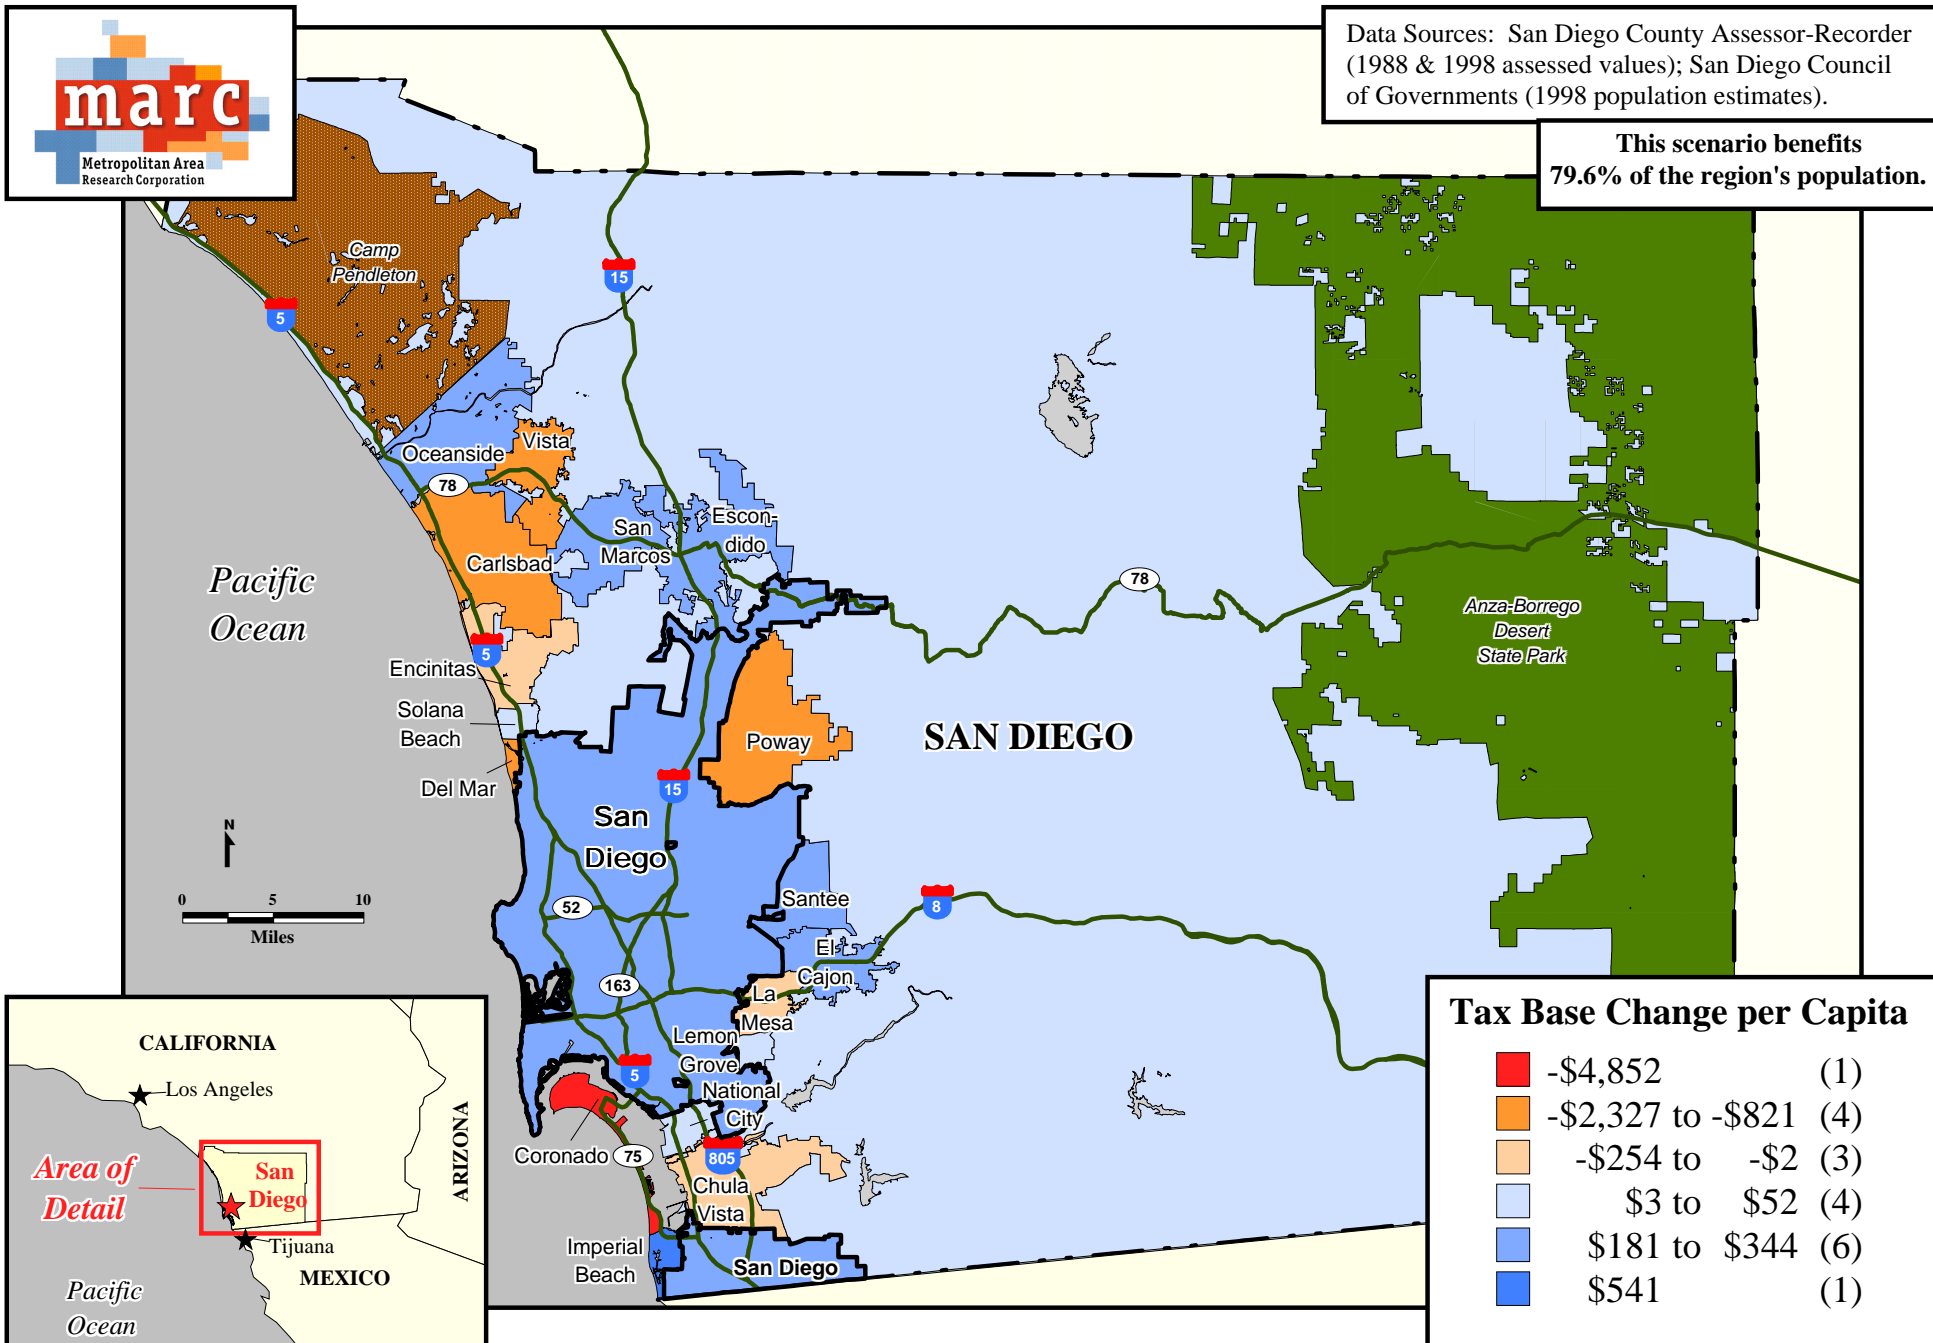 marc
Metropolitan Area
Research Corporation
Data Sources: San Diego County Assessor-Recorder
(1988 & 1998 assessed values); San Diego Council
of Governments (1998 population estimates).
This scenario benefits
79.6% of the region's population.
Camp
Pendleton
15
5
Oceanside
Vista
78
San
Marcos
Escon-
dido
Carlsbad
78
Pacific
Ocean
Anza-Borrego
Desert
State Park
5
Encinitas
Solana
Beach
Del Mar
Poway
SAN DIEGO
15
San
Diego
N
0 5 10
Miles
52
Santee
8
El
Cajon
163
La
Mesa
Lemon
Grove
5
National
City
Coronado
75
805
Chula
Vista
Imperial
Beach
San Diego
CALIFORNIA
Los Angeles
ARIZONA
Area of
Detail
San
Diego
Tijuana
MEXICO
Pacific
Ocean
Tax Base Change per Capita
-$4,852 (1)
-$2,327 to -$821 (4)
-$254 to -$2 (3)
$3 to $52 (4)
$181 to $344 (6)
$541 (1)